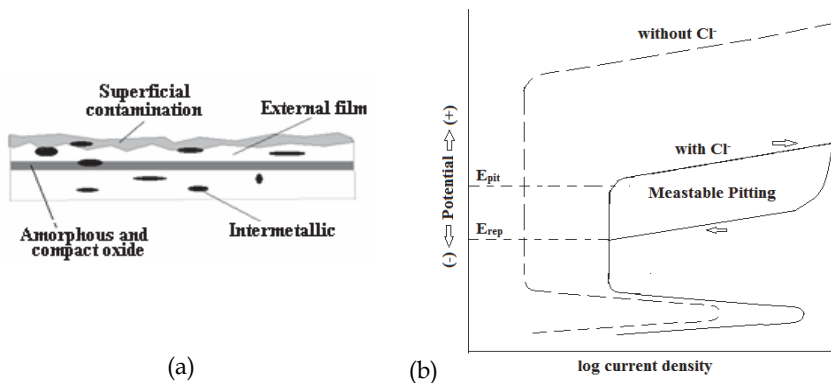 Superficial
contamination
External film
Amorphous and
compact oxide
Intermetallic
(a)
without Cl-
with Cl-
Epit
Meastable Pitting
Erep
(-) Potential (+)
log current density
(b)